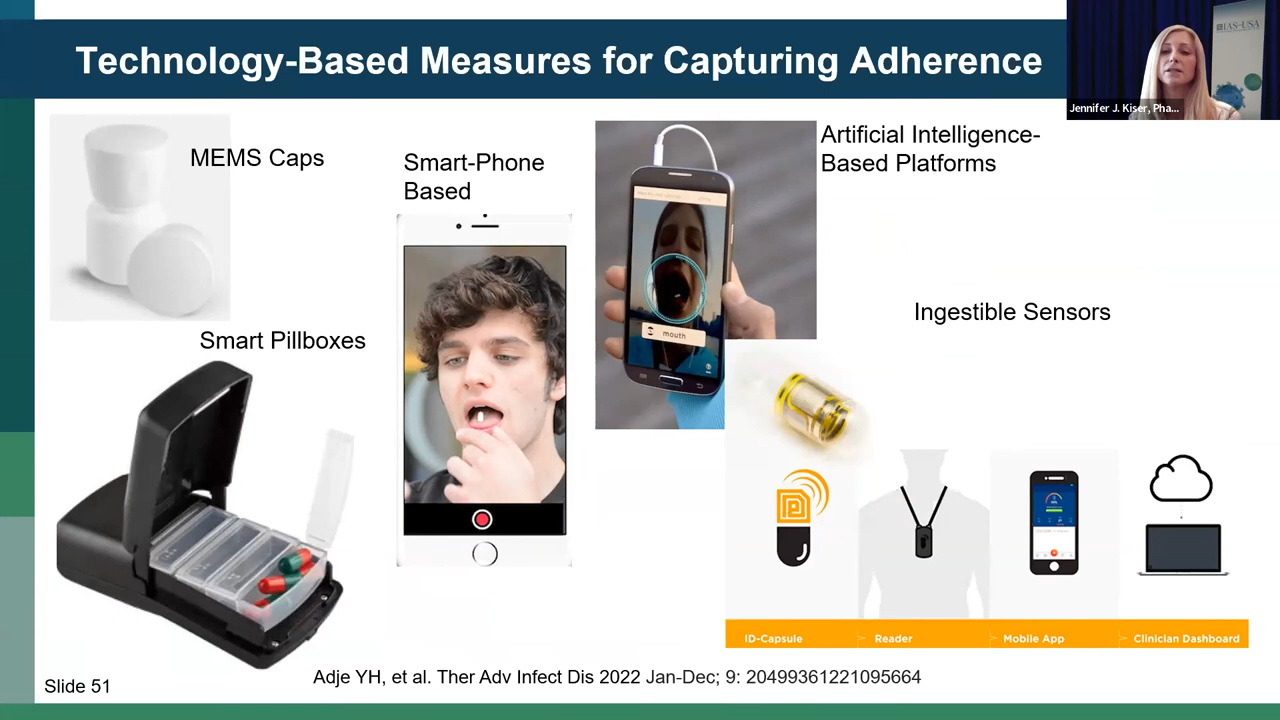 Technology-Based Measures for Capturing Adherence
IAS-USA
Jennifer J. Kiser, Pha...
MEMS Caps
Smart-Phone
Based
Artificial Intelligence-
Based Platforms
mouth
Smart Pillboxes
Ingestible Sensors
ID-Capsule
Reader
Mobile App
Clinician Dashboard
Adje YH, et al. Ther Adv Infect Dis 2022 Jan-Dec; 9: 20499361221095664
Slide 51